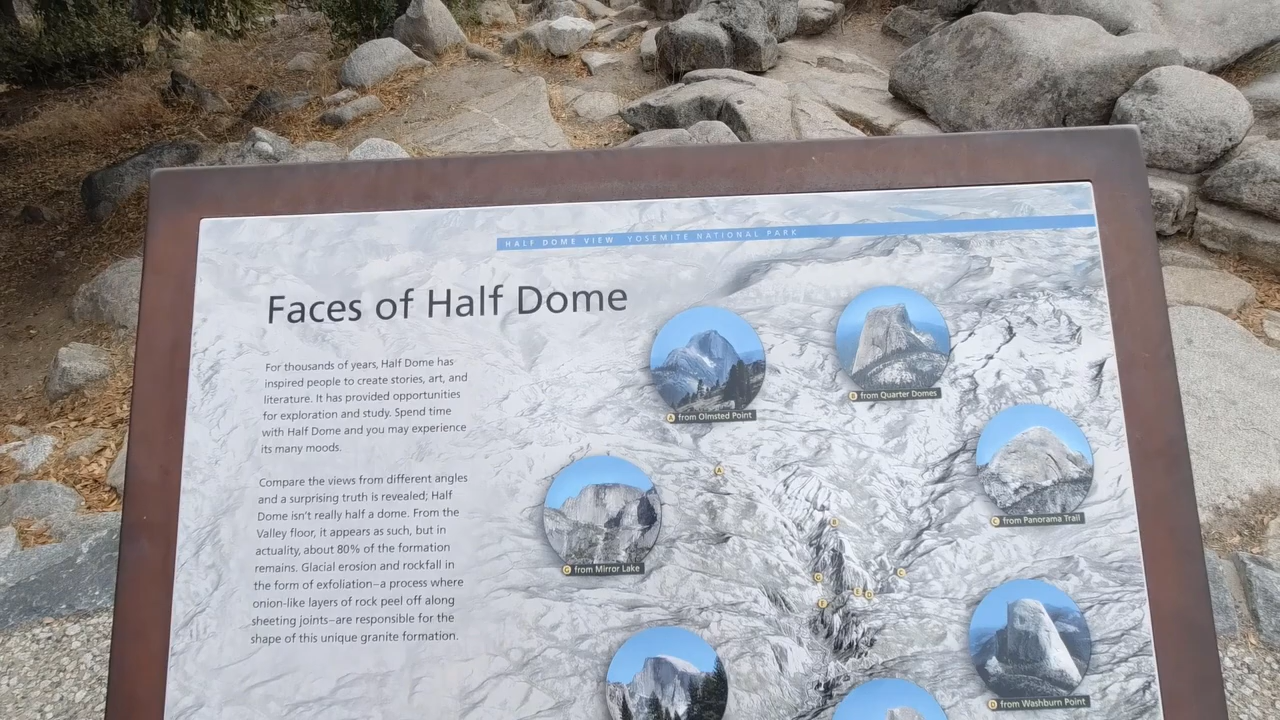 HALF DOME VIEW YOSEMITE NATIONAL PARK
Faces of Half Dome
For thousands of years, Half Dome has
inspired people to create stories, art, and
literature. It has provided opportunities
for exploration and study. Spend time
with Half Dome and you may experience
its many moods.
Compare the views from different angles
and a surprising truth is revealed; Half
Dome isn't really half a dome. From the
Valley floor, it appears as such, but in
actuality, about 80% of the formation
remains. Glacial erosion and rockfall in
the form of exfoliation–a process where
onion-like layers of rock peel off along
sheeting joints–are responsible for the
shape of this unique granite formation.
A from Olmsted Point
B from Quarter Domes
C from Panorama Trail
G from Mirror Lake
D from Washburn Point
A
B
G
C
F
E D